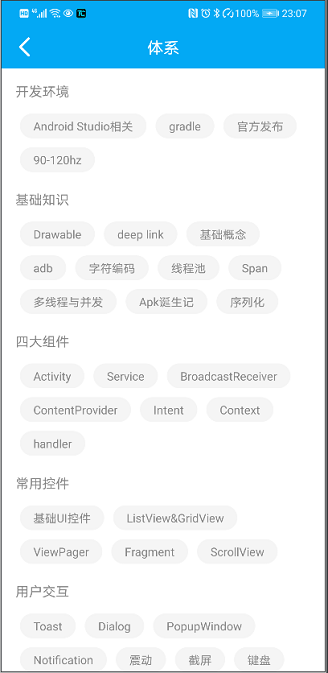 100% 23:07
体系
开发环境
Android Studio相关 gradle 官方发布
90-120hz
基础知识
Drawable deep link 基础概念
adb 字符编码 线程池 Span
多线程与并发 Apk诞生记 序列化
四大组件
Activity Service BroadcastReceiver
ContentProvider Intent Context
handler
常用控件
基础UI控件 ListView&GridView
ViewPager Fragment ScrollView
用户交互
Toast Dialog PopupWindow
Notification 震动 截屏 键盘